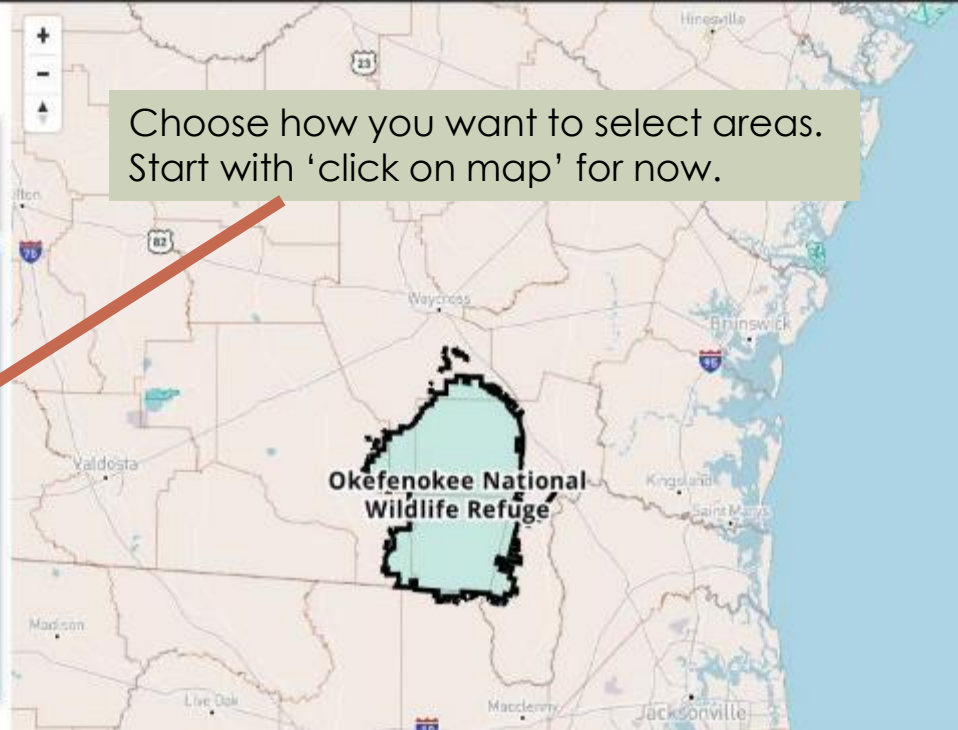 +
Hinesville
23
−
Choose how you want to select areas.
Start with ‘click on map’ for now.
82
75
Waycross
Brunswick
95
Valdosta
Okefenokee National
Wildlife Refuge
Kingsland
Saint Marys
Madison
Live Oak
Macclenny
Jacksonville